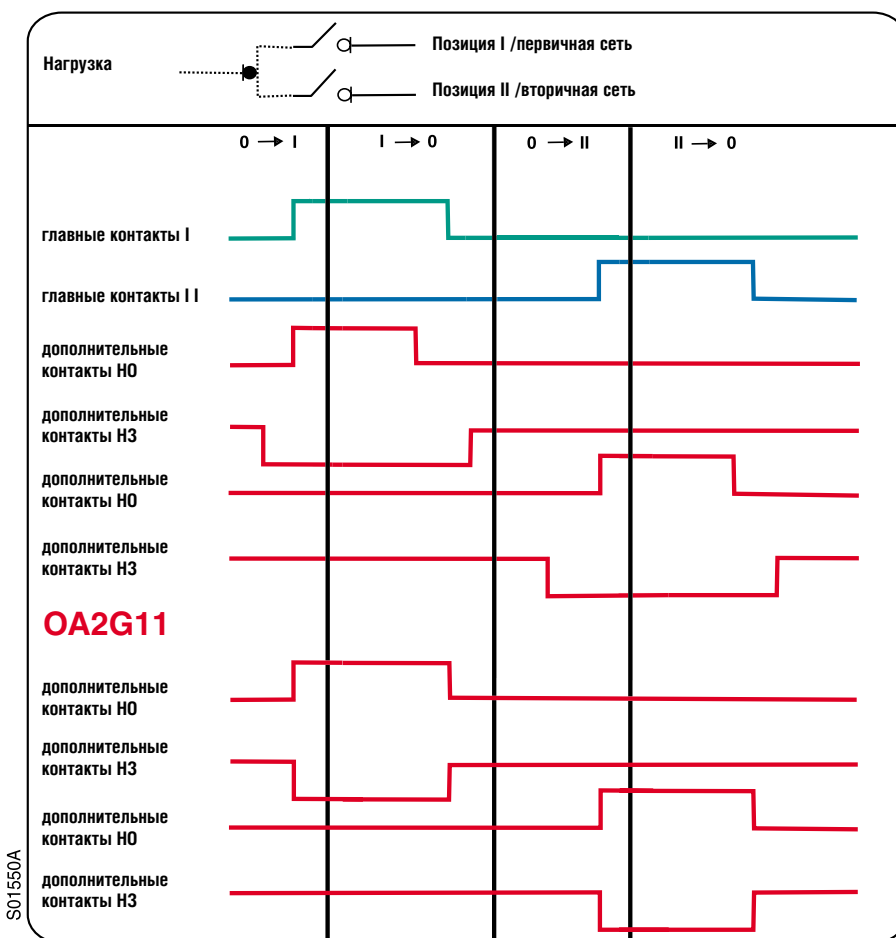 Нагрузка
Позиция I /первичная сеть
Позиция II /вторичная сеть
0 → I
I → 0
0 → II
II → 0
главные контакты I
главные контакты I I
дополнительные
контакты НО
дополнительные
контакты НЗ
дополнительные
контакты НО
дополнительные
контакты НЗ
OA2G11
дополнительные
контакты НО
дополнительные
контакты НЗ
дополнительные
контакты НО
дополнительные
контакты НЗ
S01550A